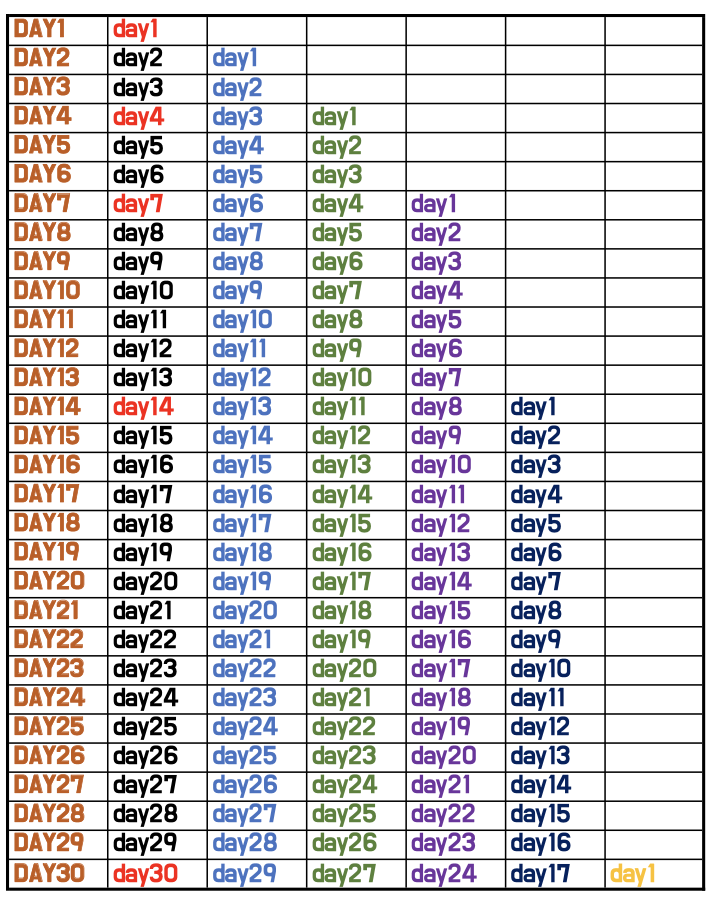 DAY1 day1
DAY2 day2 day1
DAY3 day3 day2
DAY4 day4 day3 day1
DAY5 day5 day4 day2
DAY6 day6 day5 day3
DAY7 day7 day6 day4 day1
DAY8 day8 day7 day5 day2
DAY9 day9 day8 day6 day3
DAY10 day10 day9 day7 day4
DAY11 day11 day10 day8 day5
DAY12 day12 day11 day9 day6
DAY13 day13 day12 day10 day7
DAY14 day14 day13 day11 day8 day1
DAY15 day15 day14 day12 day9 day2
DAY16 day16 day15 day13 day10 day3
DAY17 day17 day16 day14 day11 day4
DAY18 day18 day17 day15 day12 day5
DAY19 day19 day18 day16 day13 day6
DAY20 day20 day19 day17 day14 day7
DAY21 day21 day20 day18 day15 day8
DAY22 day22 day21 day19 day16 day9
DAY23 day23 day22 day20 day17 day10
DAY24 day24 day23 day21 day18 day11
DAY25 day25 day24 day22 day19 day12
DAY26 day26 day25 day23 day20 day13
DAY27 day27 day26 day24 day21 day14
DAY28 day28 day27 day25 day22 day15
DAY29 day29 day28 day26 day23 day16
DAY30 day30 day29 day27 day24 day17 day1